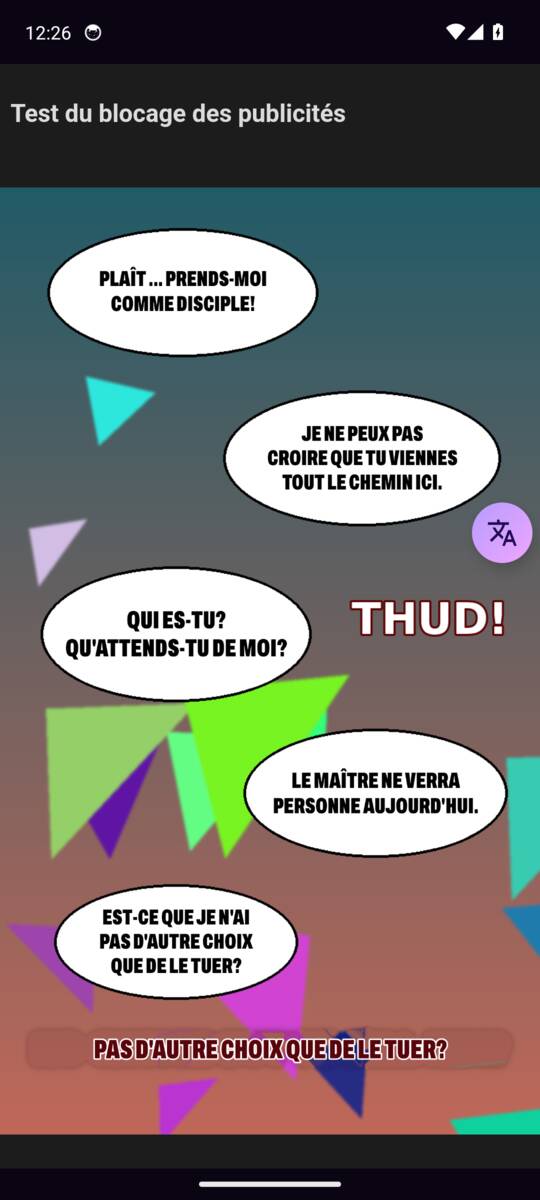 12:26
Test du blocage des publicités
PLAÎT ... PRENDS-MOI
COMME DISCIPLE!
JE NE PEUX PAS
CROIRE QUE TU VIENNES
TOUT LE CHEMIN ICI.
QUI ES-TU?
QU'ATTENDS-TU DE MOI?
THUD!
LE MAÎTRE NE VERRA
PERSONNE AUJOURD'HUI.
EST-CE QUE JE N'AI
PAS D'AUTRE CHOIX
QUE DE LE TUER?
PAS D'AUTRE CHOIX QUE DE LE TUER?